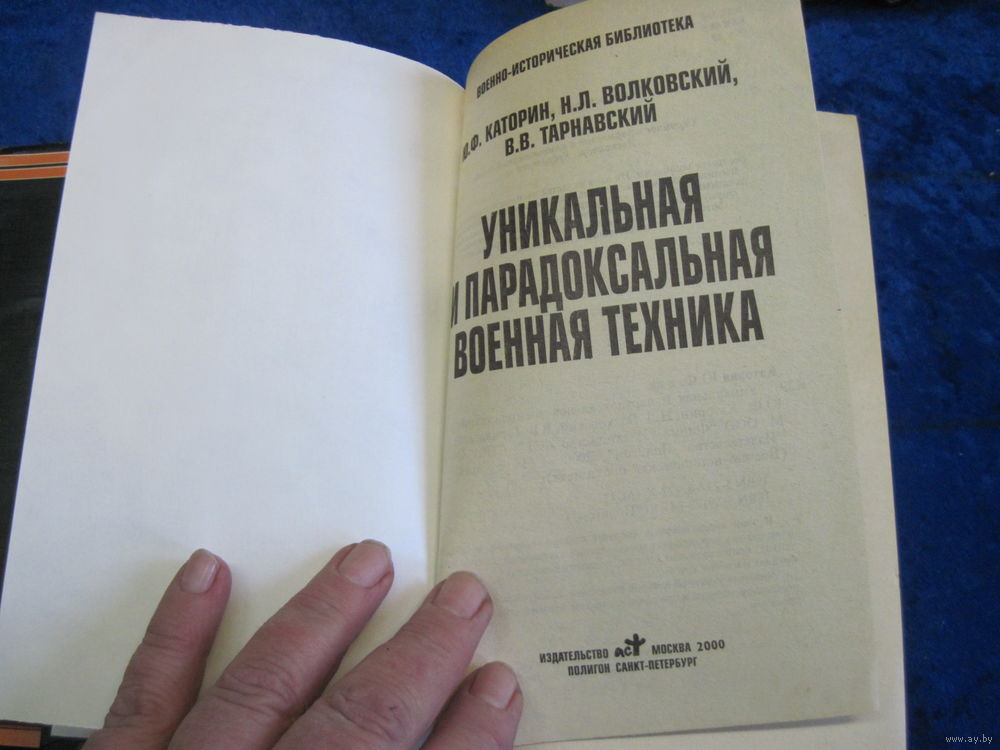 ВОЕННО-ИСТОРИЧЕСКАЯ БИБЛИОТЕКА
Ю.Ф. КАТОРИН, Н.Л. ВОЛКОВСКИЙ,
В.В. ТАРНАВСКИЙ
УНИКАЛЬНАЯ
И ПАРАДОКСАЛЬНАЯ
ВОЕННАЯ ТЕХНИКА
ИЗДАТЕЛЬСТВО аст МОСКВА 2000
ПОЛИГОН САНКТ-ПЕТЕРБУРГ
www.ay.by